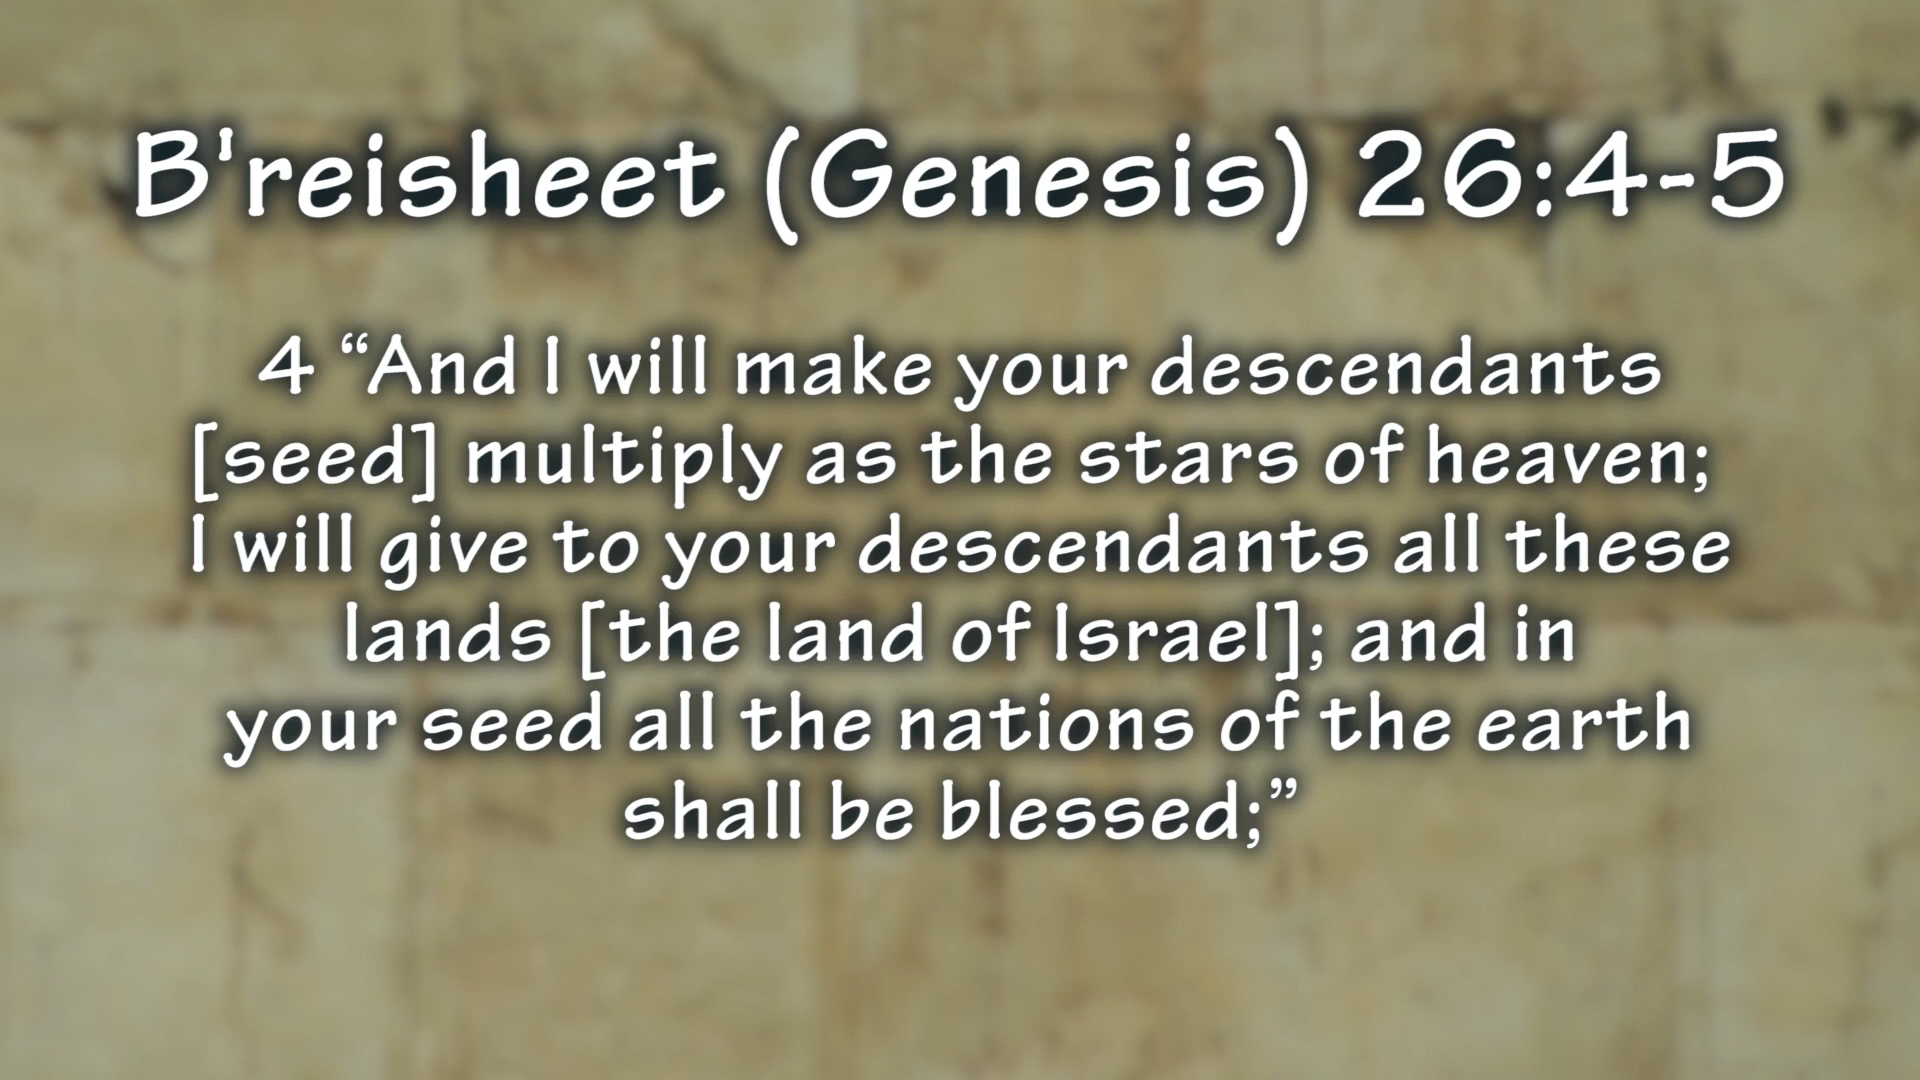 B'reisheet (Genesis) 26:4-5
4 “And I will make your descendants
[seed] multiply as the stars of heaven;
I will give to your descendants all these
lands [the land of Israel]; and in
your seed all the nations of the earth
shall be blessed;”